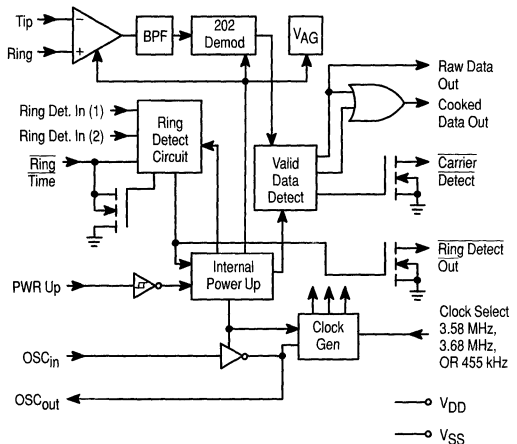 Tip
Ring
−
+
BPF
202
Demod
VAG
Raw Data
Out
Cooked
Data Out
Ring Det. In (1)
Ring Det. In (2)
Ring
Time
Ring
Detect
Circuit
Valid
Data
Detect
Carrier
Detect
Ring Detect
Out
PWR Up
Internal
Power Up
Clock
Gen
Clock Select
3.58 MHz,
3.68 MHz,
OR 455 kHz
OSCin
OSCout
VDD
VSS